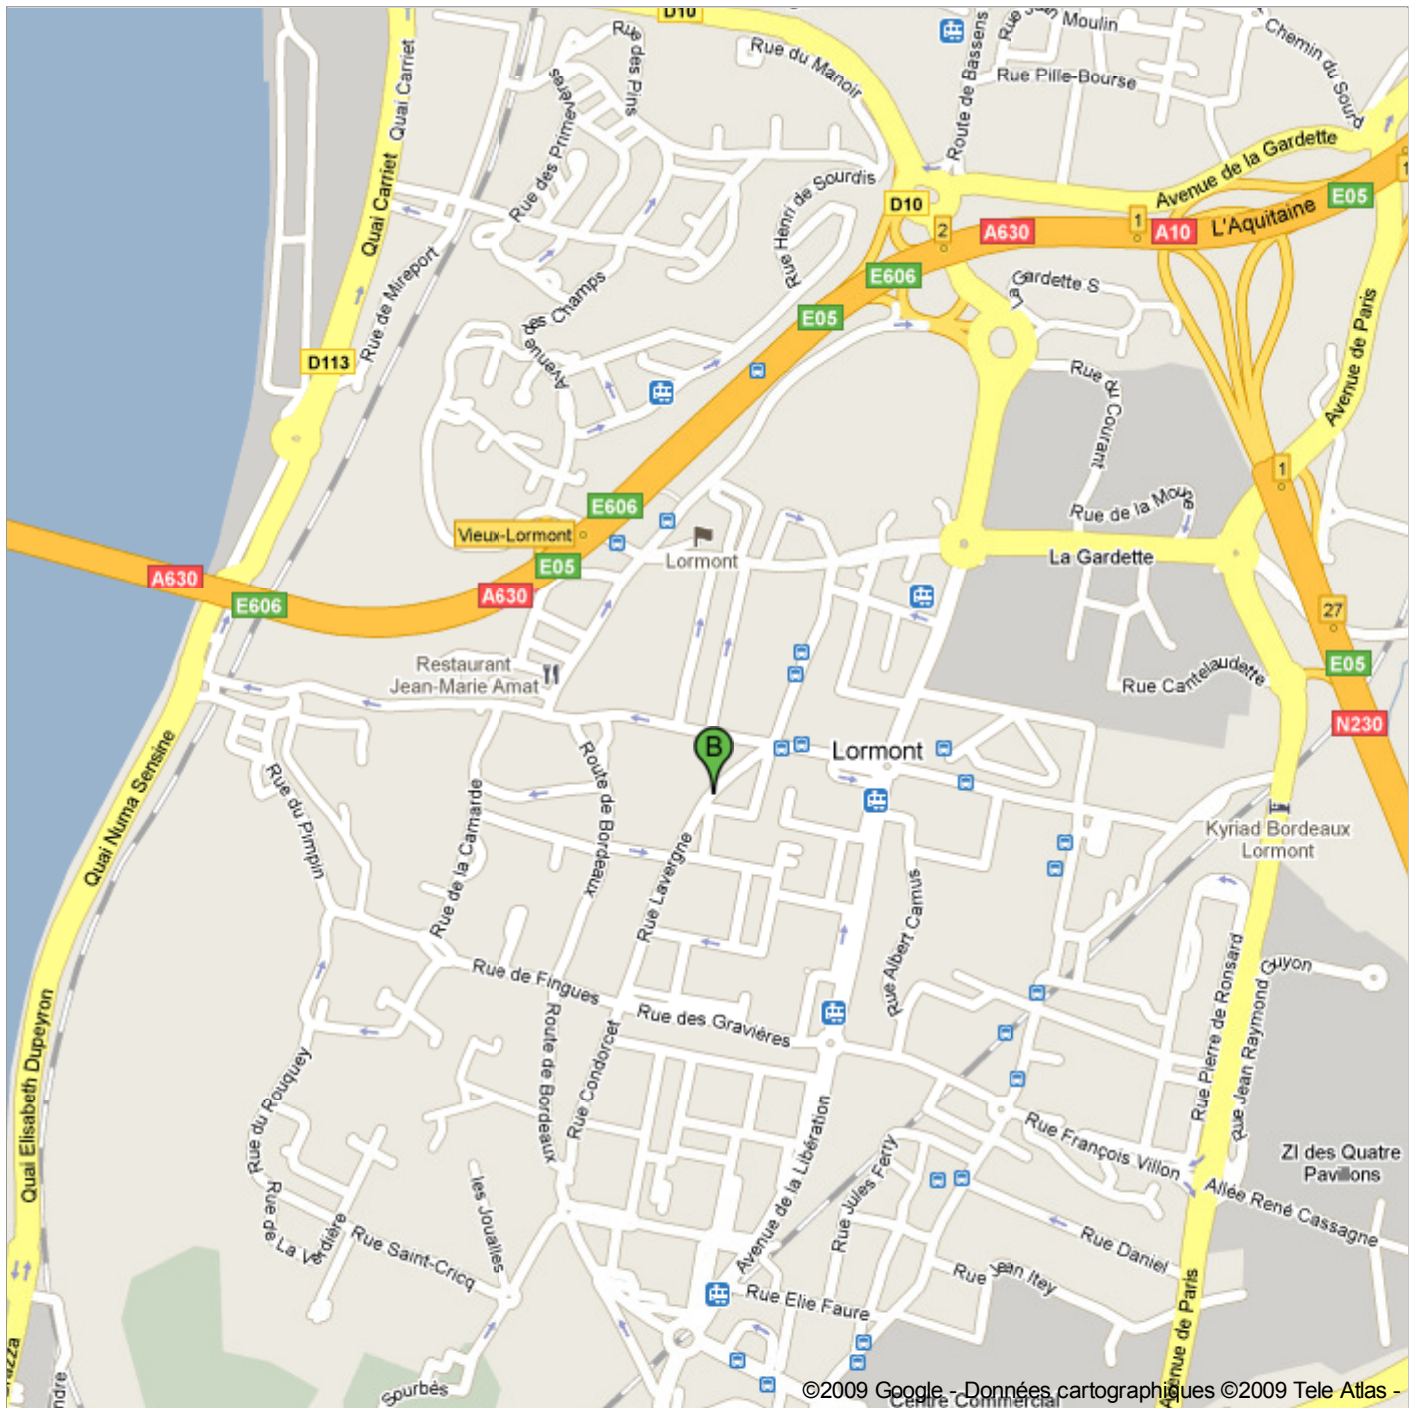 D10
Quai Carriet
Rue des Pins
Rue du Manoir
Route de Bassens
Rue Jean Moulin
Rue Pille-Bourse
Chemin du Sourd
Rue des Primevères
Quai Carriet
Rue Henri de Sourdis
Avenue de la Gardette
D10
2
A630
1
A10
L'Aquitaine
E05
1
E606
E05
La Gardette S
Rue de Mireport
Avenue des Champs
D113
Avenue de Paris
Rue du Courant
1
Rue de la Mouline
E606
Vieux-Lormont
E05
Lormont
La Gardette
A630
E606
A630
27
Restaurant
Jean-Marie Amat
Rue Cantelaudette
E05
N230
B
Lormont
Quai Numa Sensine
Rue du Pimpin
Rue de la Camarde
Route de Bordeaux
Rue Lavergne
Kyriad Bordeaux
Lormont
Rue Albert Camus
Rue de Fingues
Rue des Gravières
Rue Pierre de Ronsard
Rue Jean Raymond Guyon
Quai Elisabeth Dupeyron
Rue du Rouquey
Route de Bordeaux
Rue Condorcet
Avenue de la Libération
Rue Jules Ferry
Rue François Villon
ZI des Quatre
Pavillons
Allée René Cassagne
Rue de La Verdière
Rue Saint-Cricq
les Joualles
Rue Daniel
Rue Jean Itey
Rue Elie Faure
Avenue de Paris
Sourbès
Centre Commercial
©2009 Google - Données cartographiques ©2009 Tele Atlas -